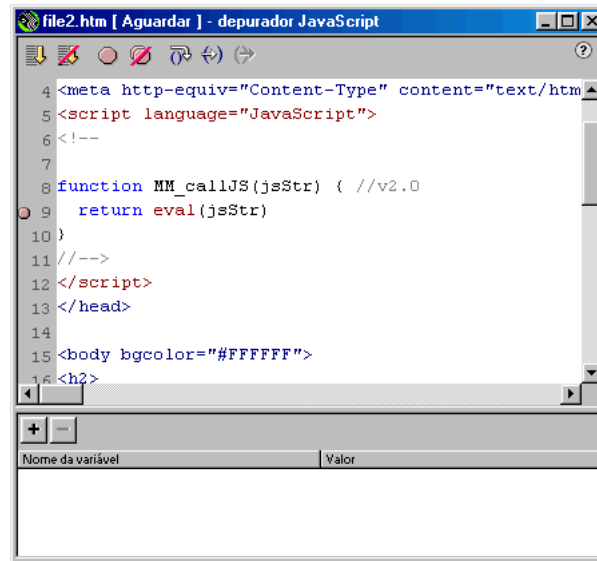 file2.htm [ Aguardar ] - depurador JavaScript
4 <meta http-equiv="Content-Type" content="text/htm
5 <script language="JavaScript">
6 <!--
7
8 function MM_callJS(jsStr) { //v2.0
9 return eval(jsStr)
10 }
11 //-->
12 </script>
13 </head>
14
15 <body bgcolor="#FFFFFF">
16 <h2>
Nome da variável Valor